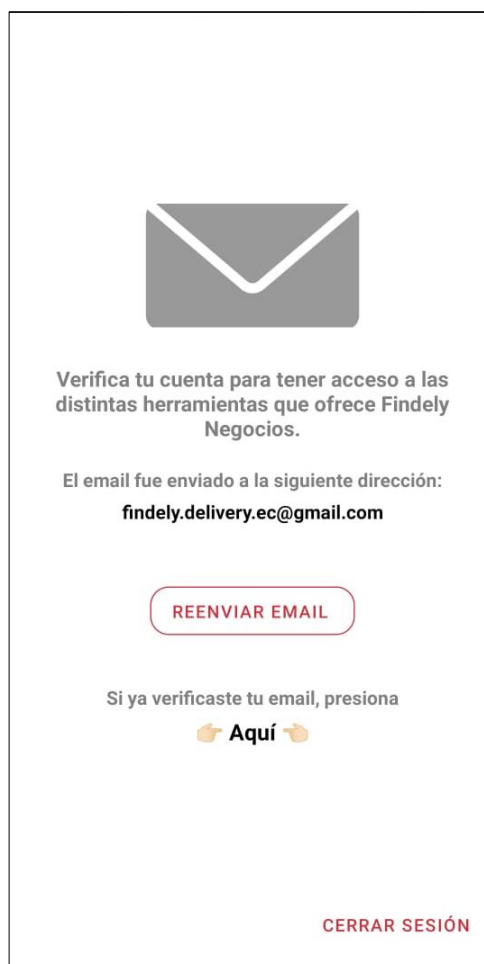 Verifica tu cuenta para tener acceso a las
distintas herramientas que ofrece Findely
Negocios.
El email fue enviado a la siguiente dirección:
findely.delivery.ec@gmail.com
REENVIAR EMAIL
Si ya verificaste tu email, presiona
👉🏻 Aquí 👈🏻
CERRAR SESIÓN